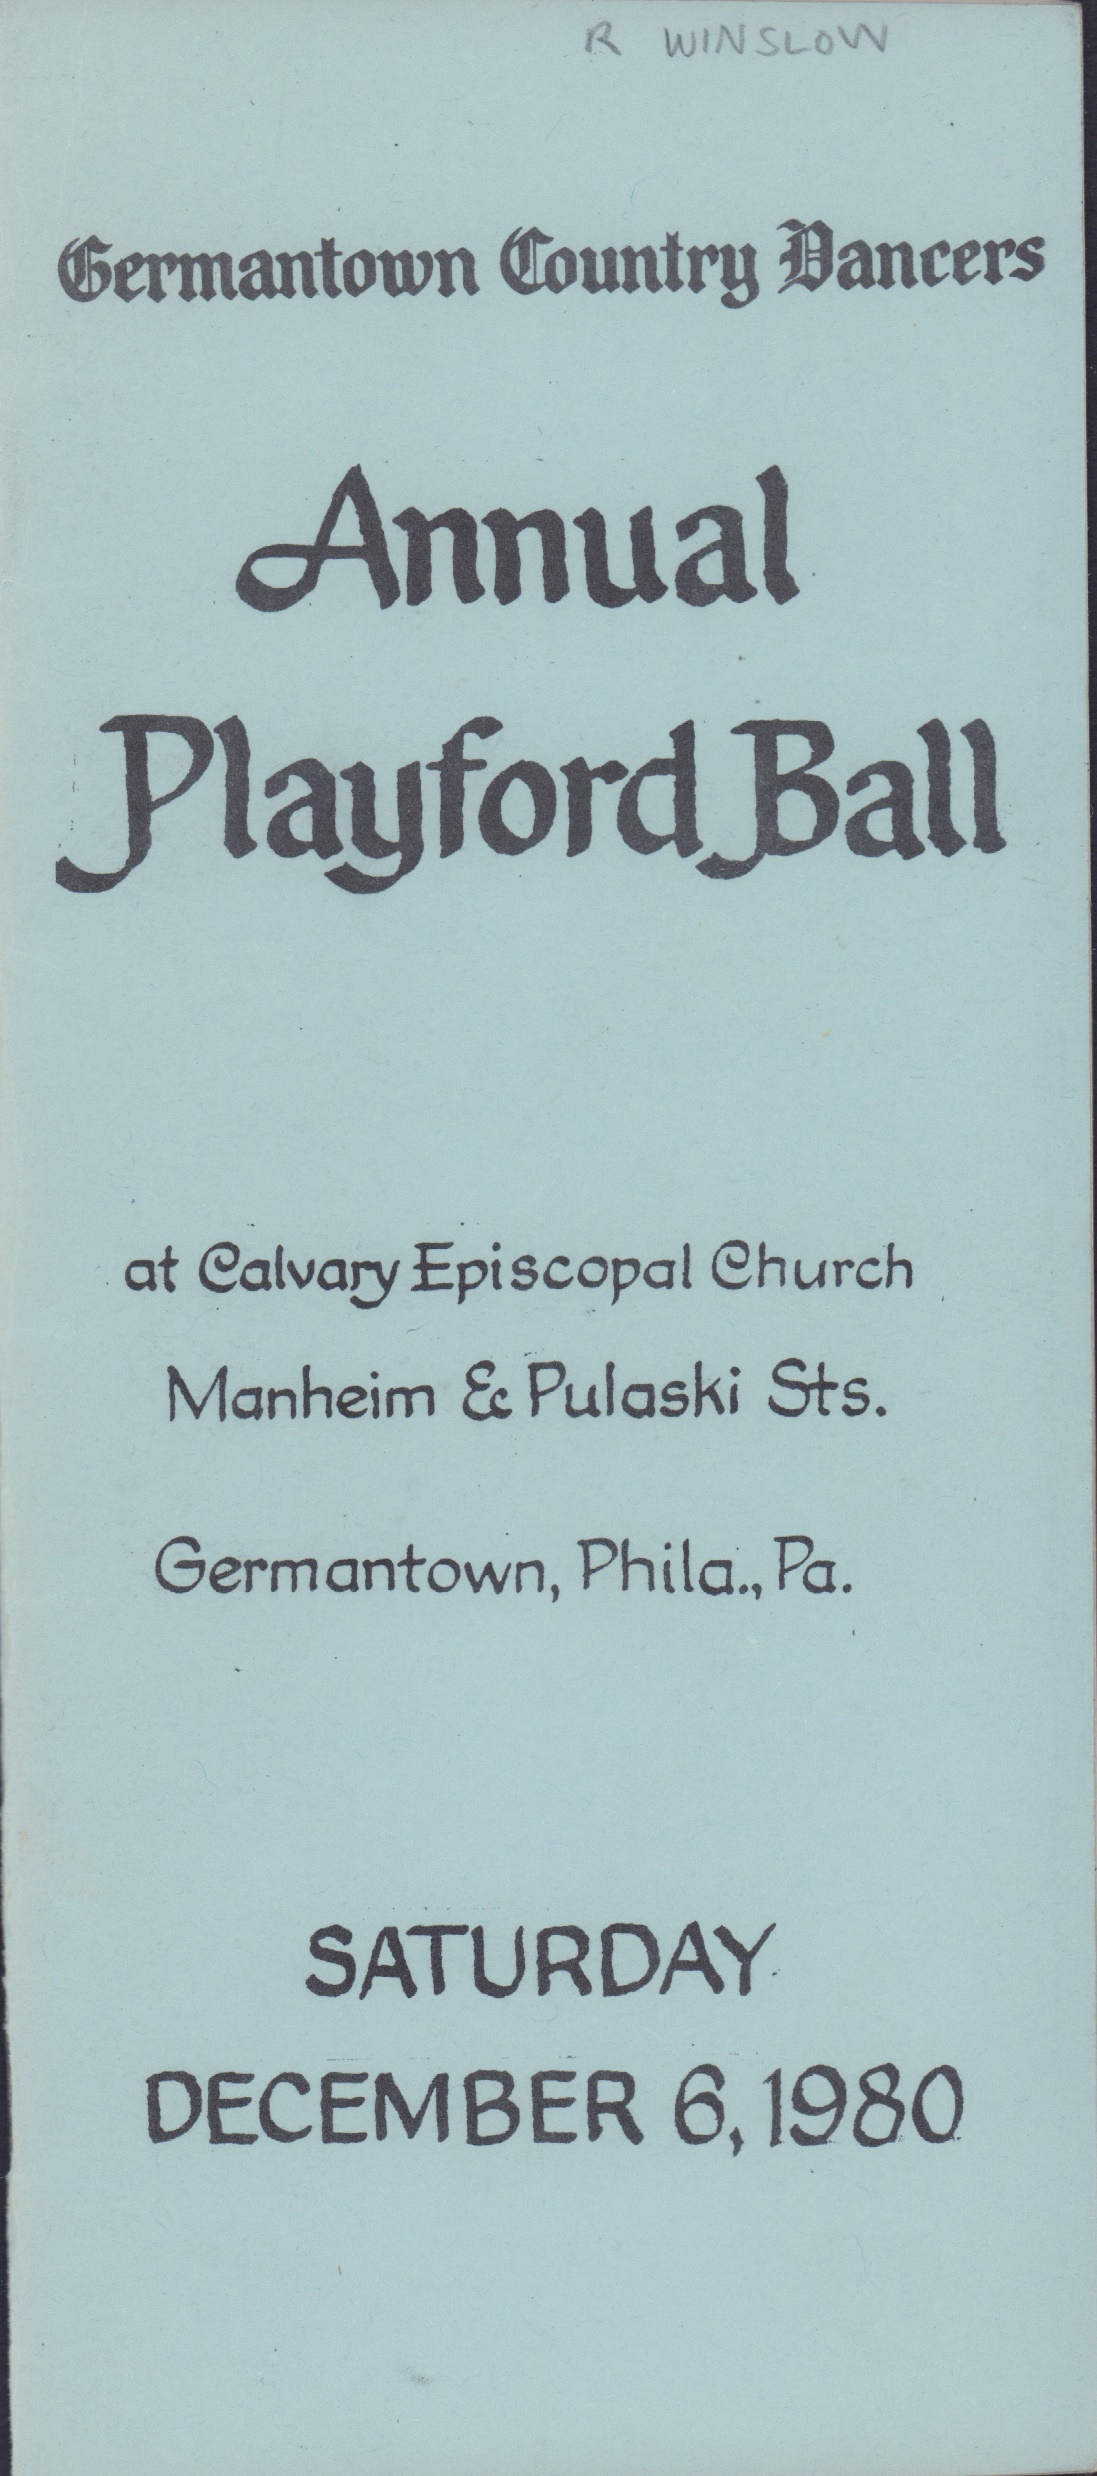 R WINSLOW
Germantown Country Dancers
Annual
Playford Ball
at Calvary Episcopal Church
Manheim & Pulaski Sts.
Germantown, Phila., Pa.
SATURDAY
DECEMBER 6, 1980